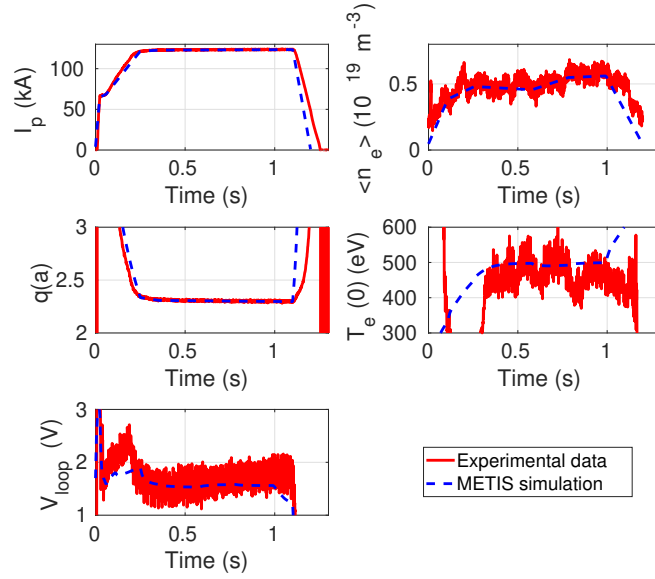 I_p (kA)
100
50
0
0 0.5 1
Time (s)
<n_e> (10^19 m^-3)
0.5
0
0 0.5 1
Time (s)
q(a)
3
2.5
2
0 0.5 1
Time (s)
T_e (0) (eV)
600
500
400
300
0 0.5 1
Time (s)
V_loop (V)
3
2
1
0 0.5 1
Time (s)
Experimental data
METIS simulation